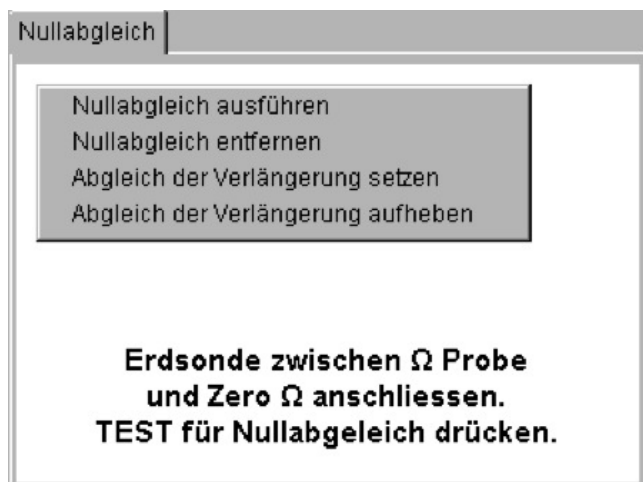 Nullabgleich
Nullabgleich ausführen
Nullabgleich entfernen
Abgleich der Verlängerung setzen
Abgleich der Verlängerung aufheben
Erdsonde zwischen Ω Probe
und Zero Ω anschliessen.
TEST für Nullabgeleich drücken.